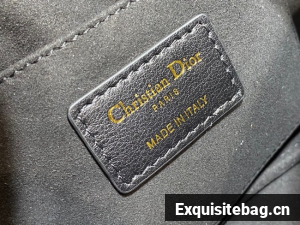 Christian Dior
PARIS
MADE IN ITALY
Exquisitebag.cn